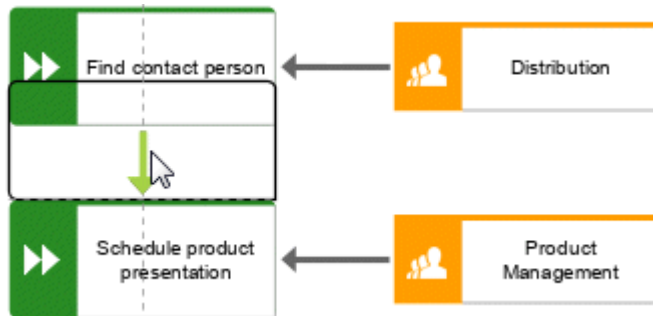 Find contact person
Distribution
Schedule product
presentation
Product
Management